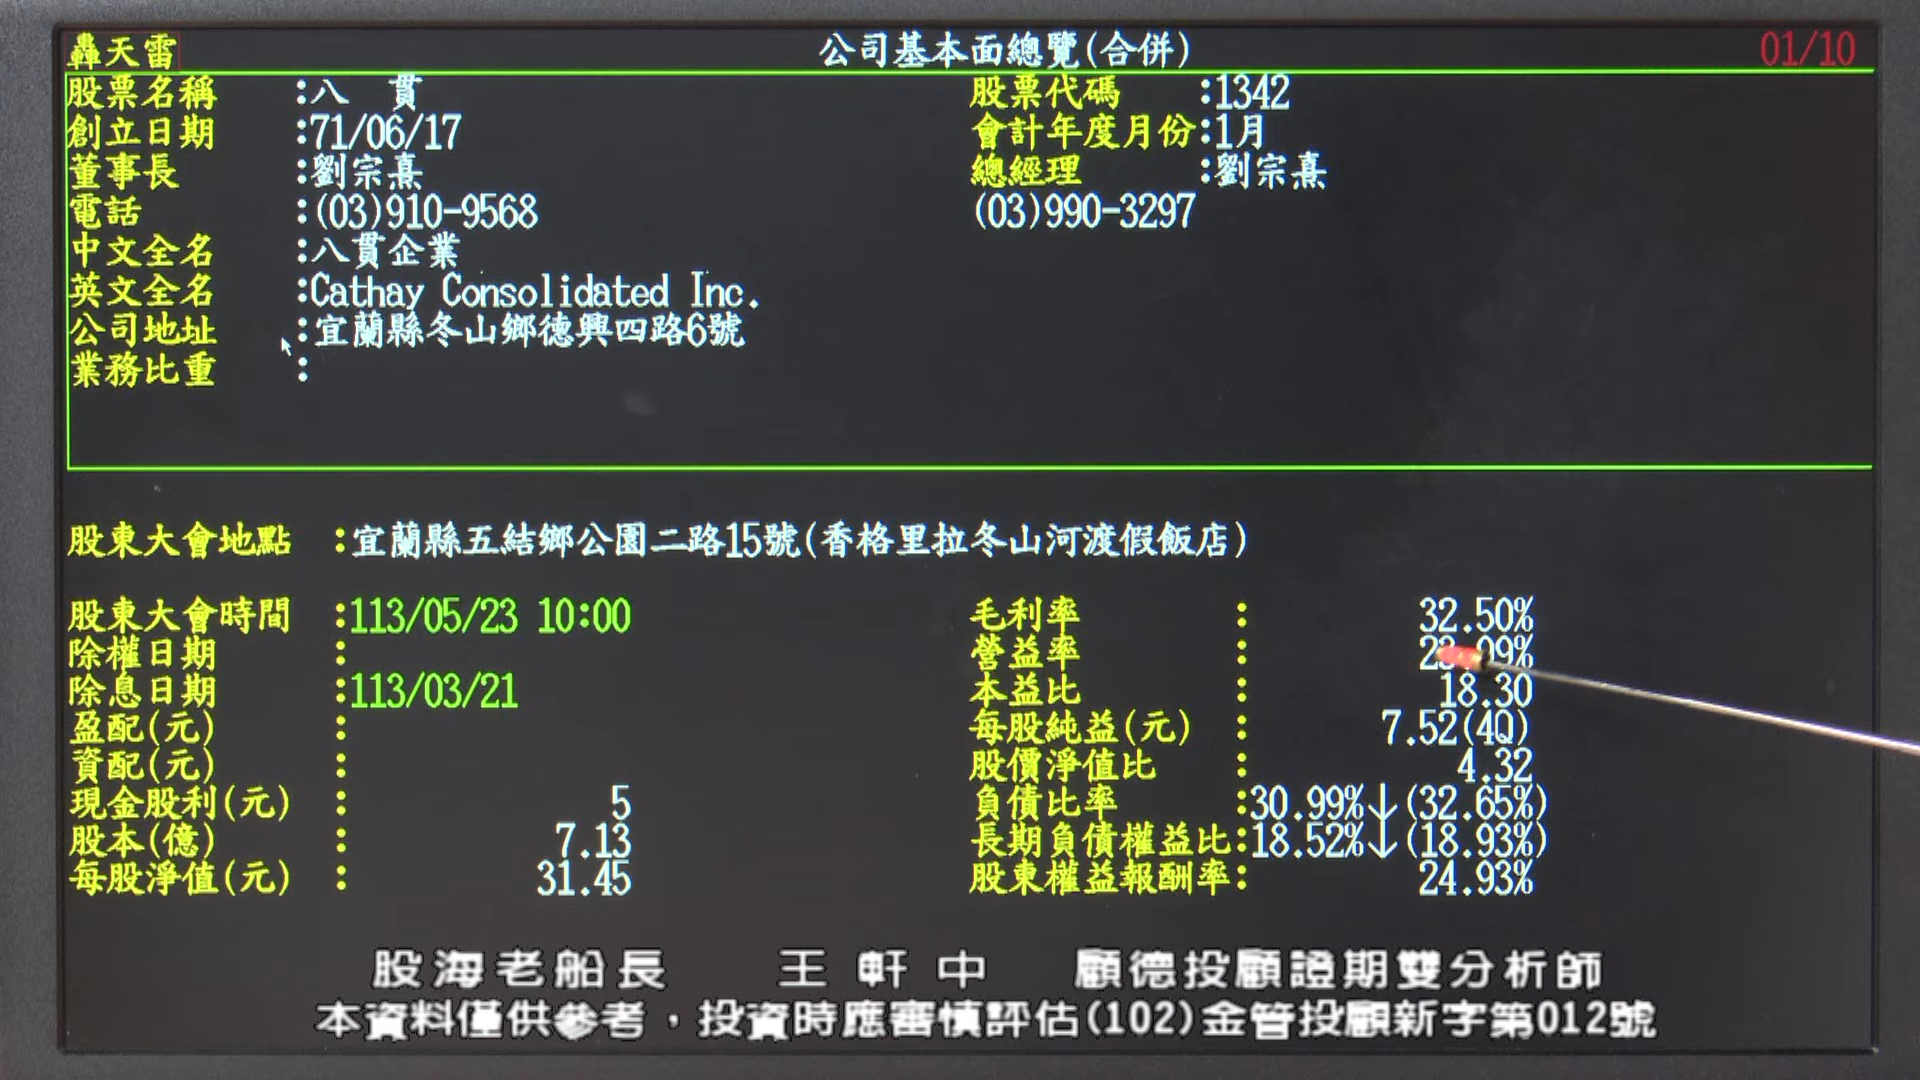 轟天雷 公司基本面總覽(合併) 01/10
股票名稱 :八 貫 股票代碼 :1342
創立日期 :71/06/17 會計年度月份:1月
董事長 :劉宗熹 總經理 :劉宗熹
電話 :(03)910-9568 (03)990-3297
中文全名 :八貫企業
英文全名 :Cathay Consolidated Inc.
公司地址 :宜蘭縣冬山鄉德興四路6號
業務比重 :
股東大會地點 :宜蘭縣五結鄉公園二路15號(香格里拉冬山河渡假飯店)
股東大會時間 :113/05/23 10:00 毛利率 : 32.50%
除權日期 : 營益率 :
除息日期 :113/03/21 本益比 : 18.30
盈配(元) : 每股純益(元) : 7.52(4Q)
資配(元) : 股價淨值比 : 4.32
現金股利(元) : 5 負債比率 :30.99%↓(32.65%)
股本(億) : 7.13 長期負債權益比:18.52%↓(18.93%)
每股淨值(元) : 31.45 股東權益報酬率: 24.93%
股海老船長 王軒中 顧德投顧證期雙分析師
本資料僅供參考，投資時應審慎評估(102)金管投顧新字第012號